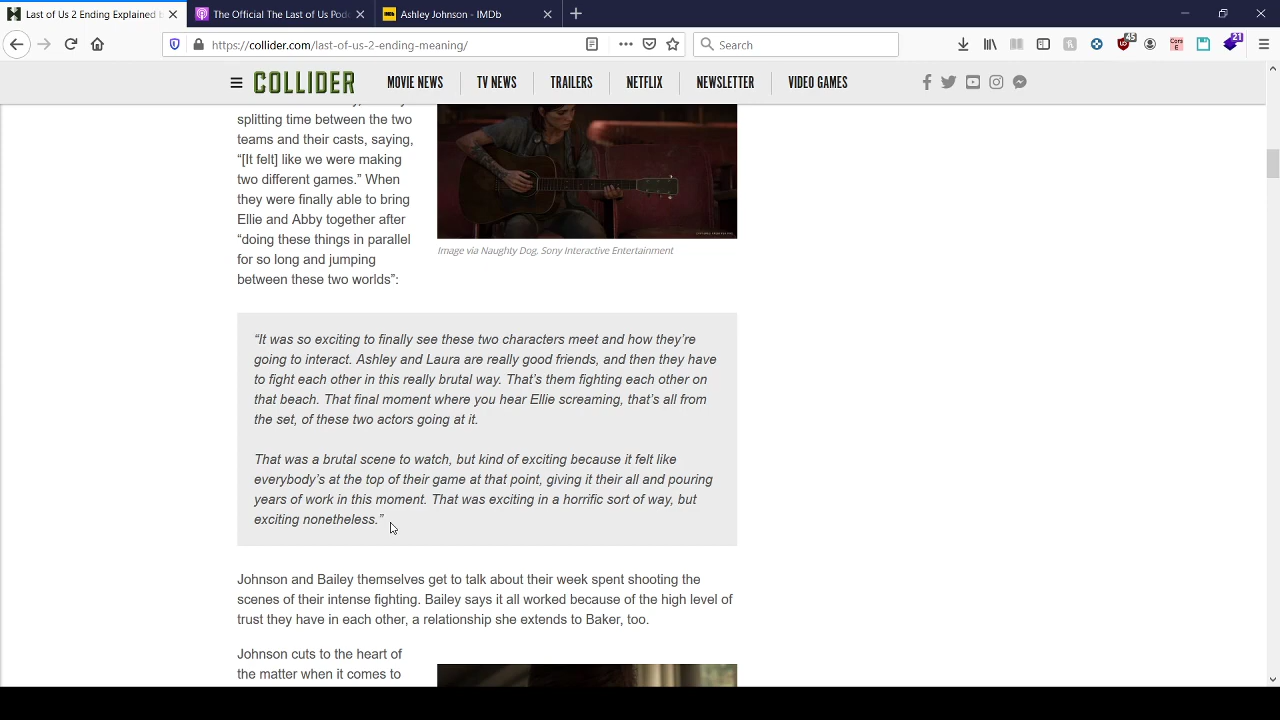 Last of Us 2 Ending Explained b
The Official The Last of Us Pod
Ashley Johnson - IMDb
https://collider.com/last-of-us-2-ending-meaning/
Search
45
21
COLLIDER
MOVIE NEWS
TV NEWS
TRAILERS
NETFLIX
NEWSLETTER
VIDEO GAMES
splitting time between the two
teams and their casts, saying,
“[It felt] like we were making
two different games.” When
they were finally able to bring
Ellie and Abby together after
“doing these things in parallel
for so long and jumping
between these two worlds”:
Image via Naughty Dog, Sony Interactive Entertainment
“It was so exciting to finally see these two characters meet and how they’re
going to interact. Ashley and Laura are really good friends, and then they have
to fight each other in this really brutal way. That’s them fighting each other on
that beach. That final moment where you hear Ellie screaming, that’s all from
the set, of these two actors going at it.
That was a brutal scene to watch, but kind of exciting because it felt like
everybody’s at the top of their game at that point, giving it their all and pouring
years of work in this moment. That was exciting in a horrific sort of way, but
exciting nonetheless.”
Johnson and Bailey themselves get to talk about their week spent shooting the
scenes of their intense fighting. Bailey says it all worked because of the high level of
trust they have in each other, a relationship she extends to Baker, too.
Johnson cuts to the heart of
the matter when it comes to